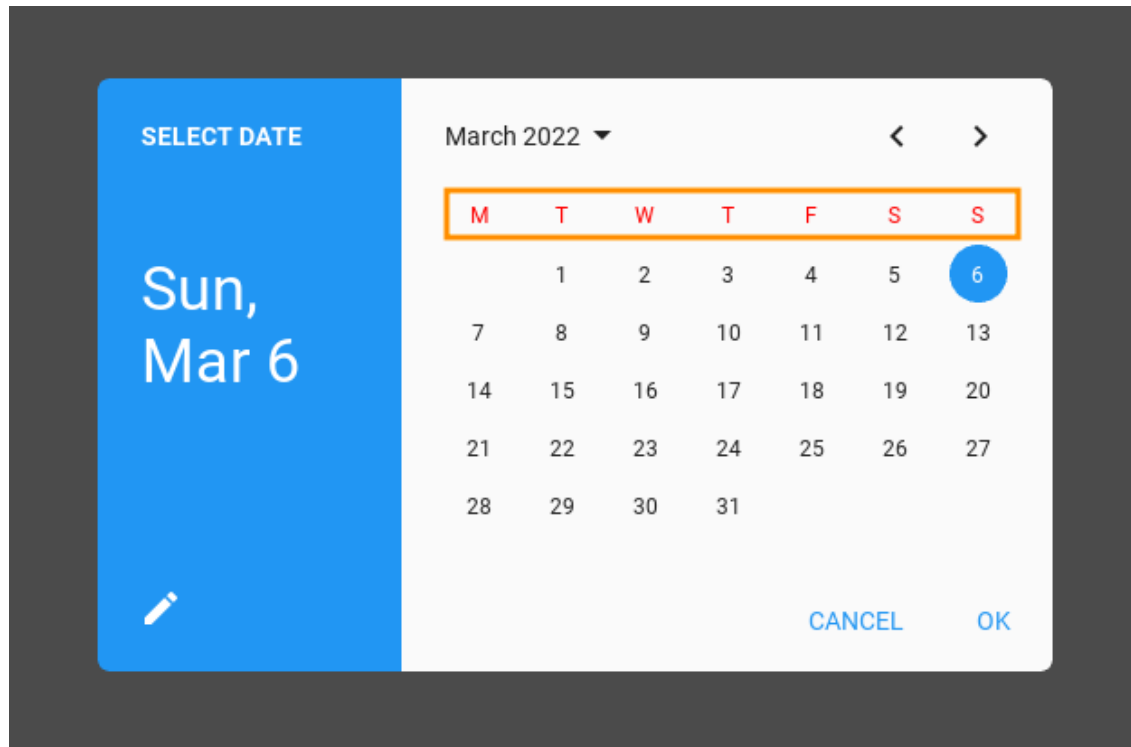 SELECT DATE
Sun,
Mar 6
March 2022
M T W T F S S
1 2 3 4 5 6
7 8 9 10 11 12 13
14 15 16 17 18 19 20
21 22 23 24 25 26 27
28 29 30 31
CANCEL OK